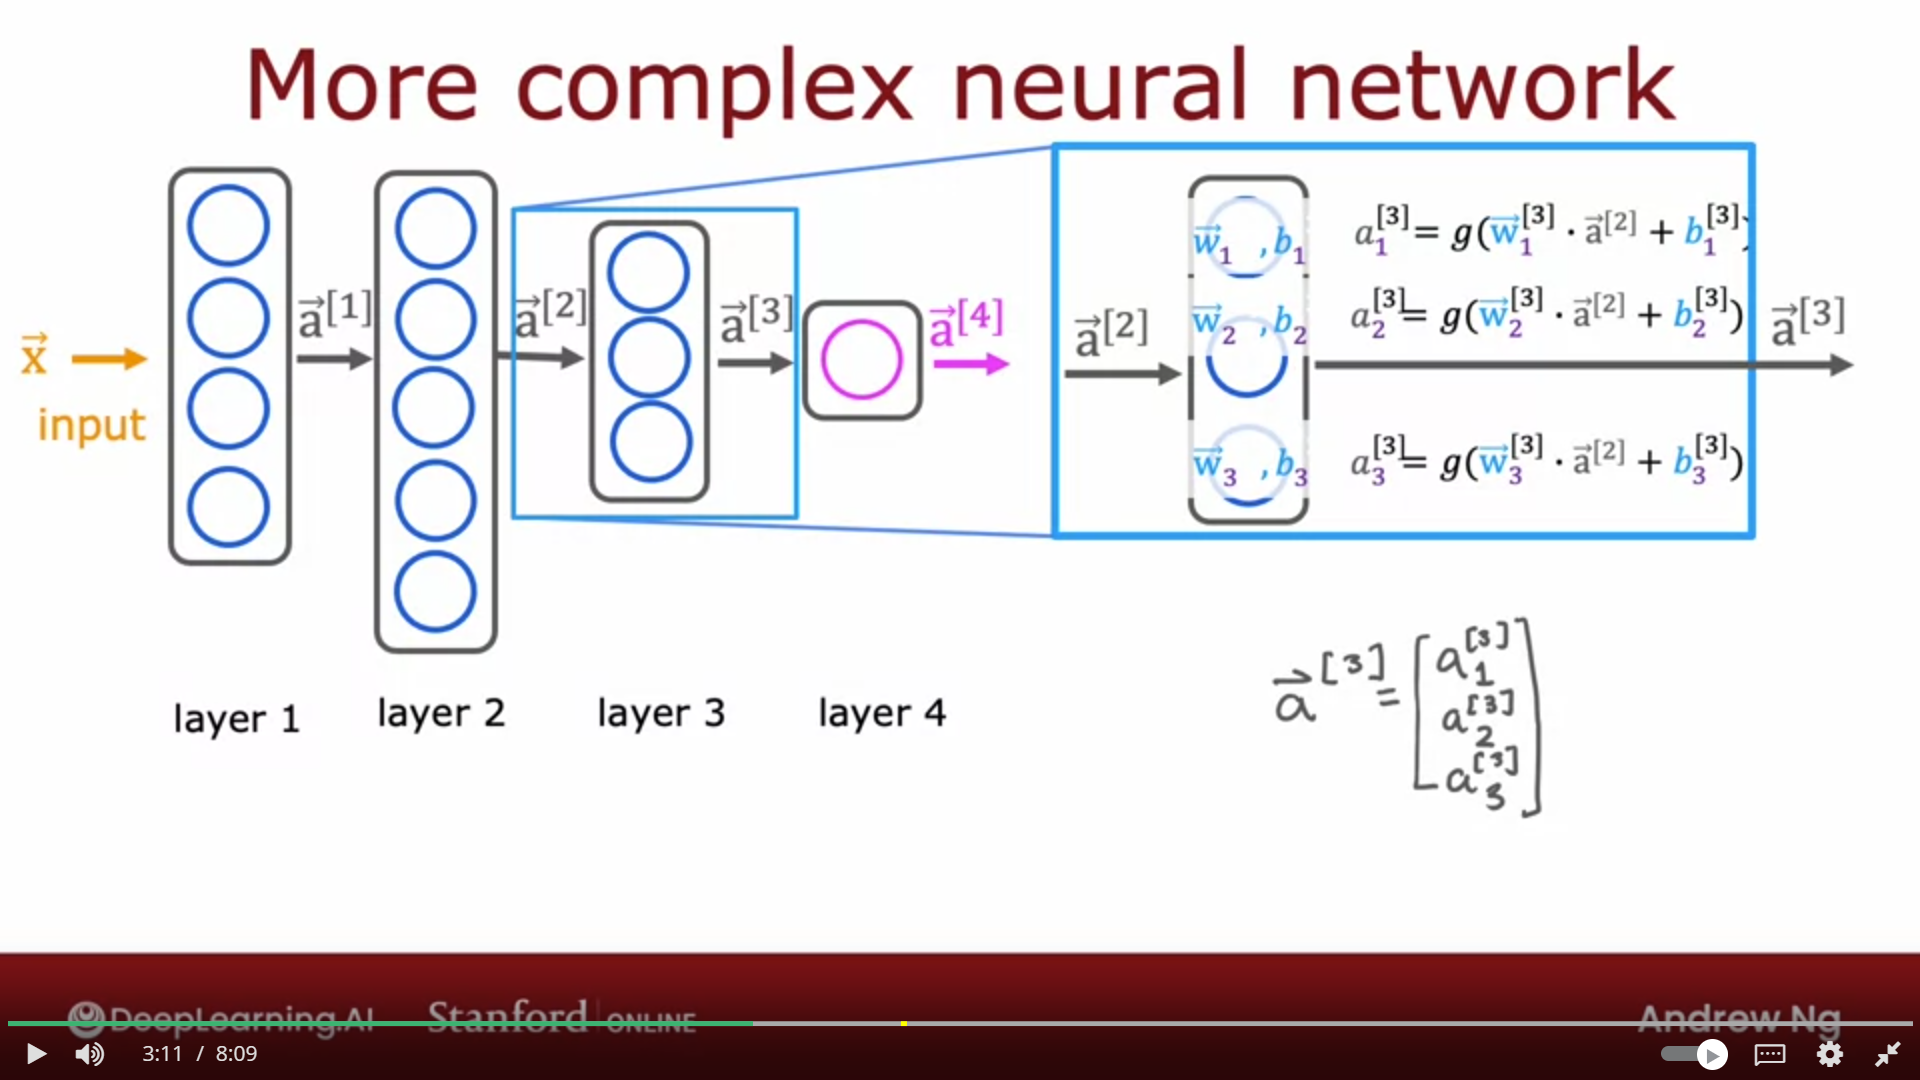 More complex neural network
x⃗
input
a⃗[1]
a⃗[2]
a⃗[3]
a⃗[4]
layer 1
layer 2
layer 3
layer 4
a⃗[2]
w⃗1 , b1
w⃗2 , b2
w⃗3 , b3
a1[3] = g(w⃗1[3] · a⃗[2] + b1[3])
a2[3] = g(w⃗2[3] · a⃗[2] + b2[3])
a3[3] = g(w⃗3[3] · a⃗[2] + b3[3])
a⃗[3]
a⃗[3] = [a1[3]
a2[3]
a3[3]]
DeepLearning.AI Stanford | ONLINE Andrew Ng
3:11 / 8:09